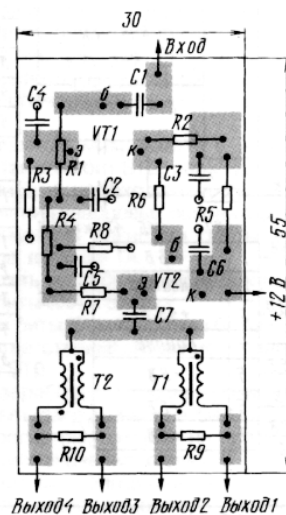 30
Вход
C4
C1
б
VT1
R2
э
R1
к
R3
C3
C2
R6
R5
R4
R8
55
б
C5
C6
VT2
э
R7
к
C7
+12 В
T2
T1
R10
R9
Выход4 Выход3 Выход2 Выход1